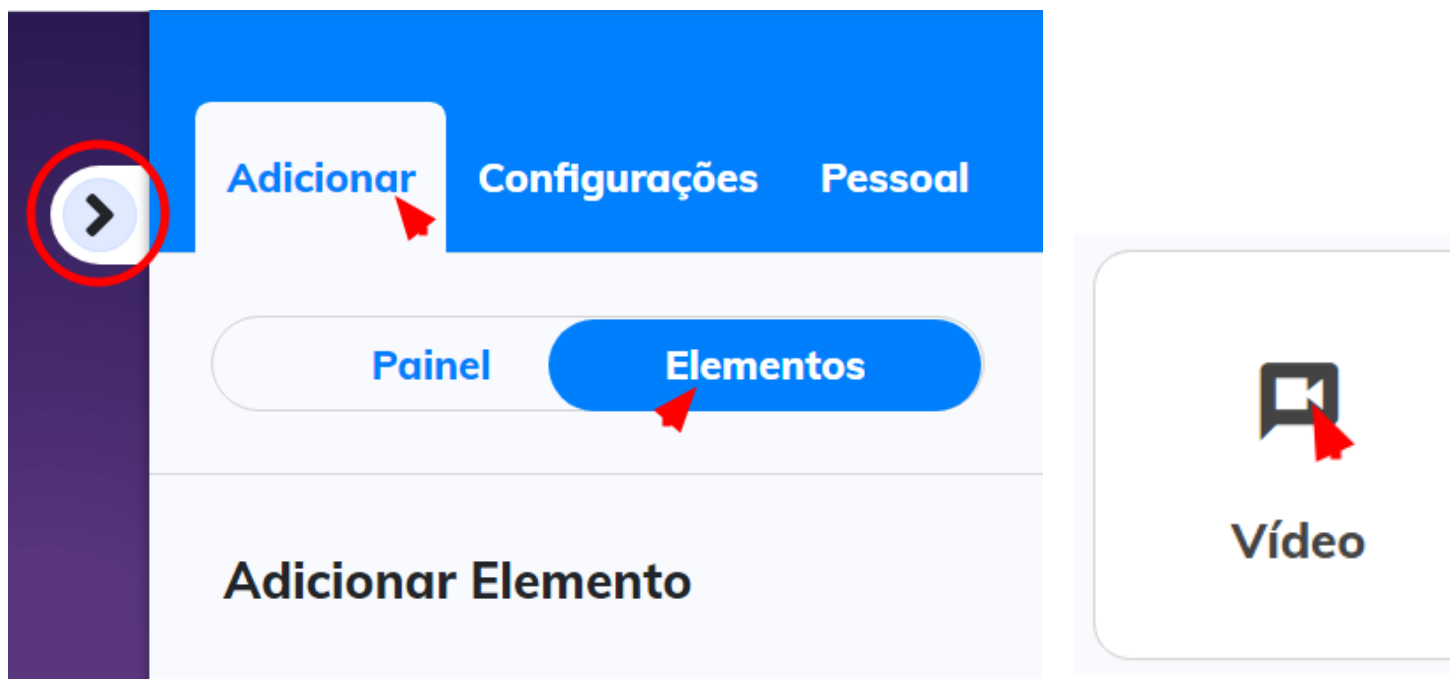 Adicionar Configurações Pessoal
Painel Elementos
Adicionar Elemento
Vídeo